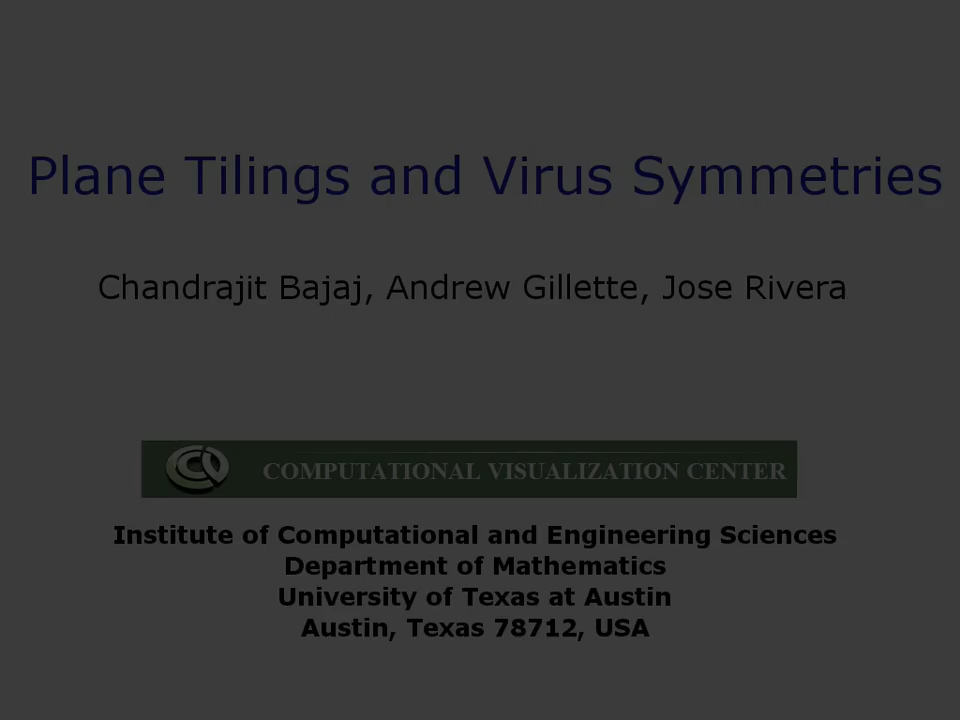 Plane Tilings and Virus Symmetries
Chandrajit Bajaj, Andrew Gillette, Jose Rivera
COMPUTATIONAL VISUALIZATION CENTER
Institute of Computational and Engineering Sciences
Department of Mathematics
University of Texas at Austin
Austin, Texas 78712, USA